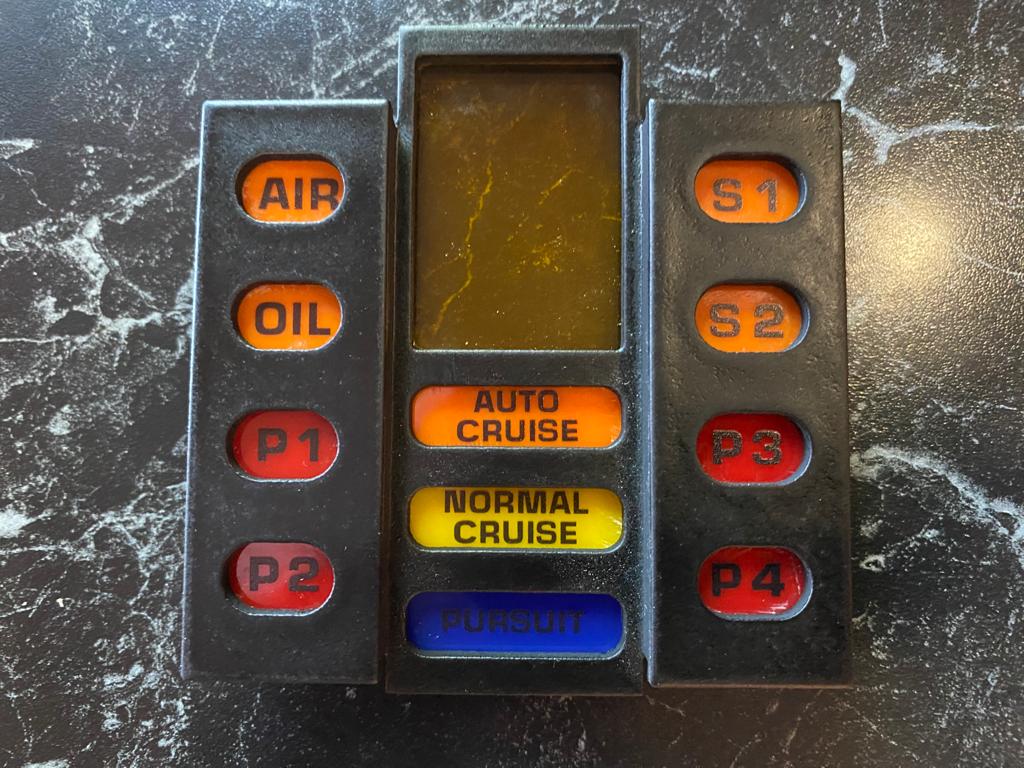 AIR
OIL
P1
P2
AUTO
CRUISE
NORMAL
CRUISE
PURSUIT
S1
S2
P3
P4